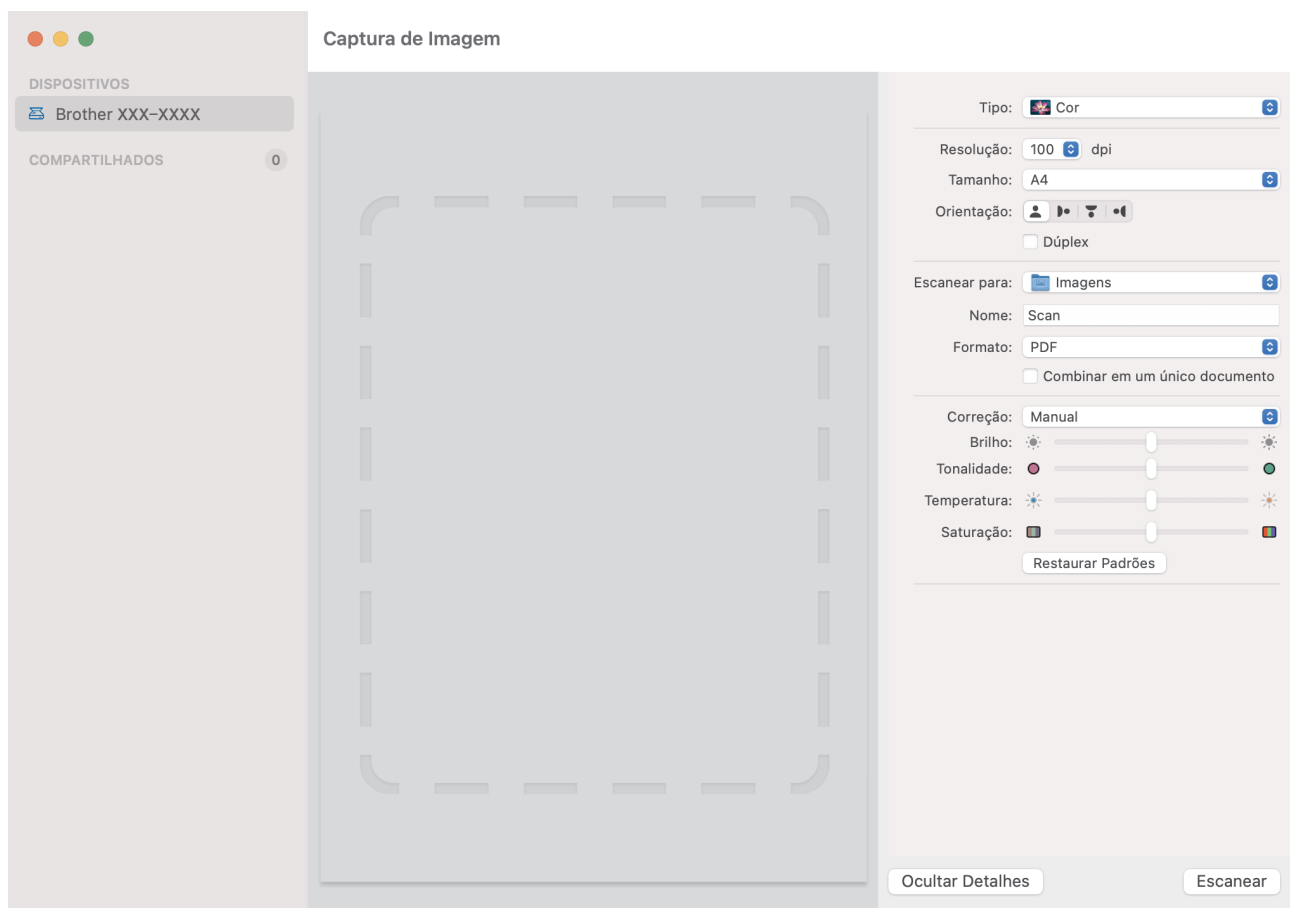 Captura de Imagem
DISPOSITIVOS
Brother XXX-XXXX
COMPARTILHADOS 0
Tipo: Cor
Resolução: 100 dpi
Tamanho: A4
Orientação:
Dúplex
Escanear para: Imagens
Nome: Scan
Formato: PDF
Combinar em um único documento
Correção: Manual
Brilho:
Tonalidade:
Temperatura:
Saturação:
Restaurar Padrões
Ocultar Detalhes Escanear